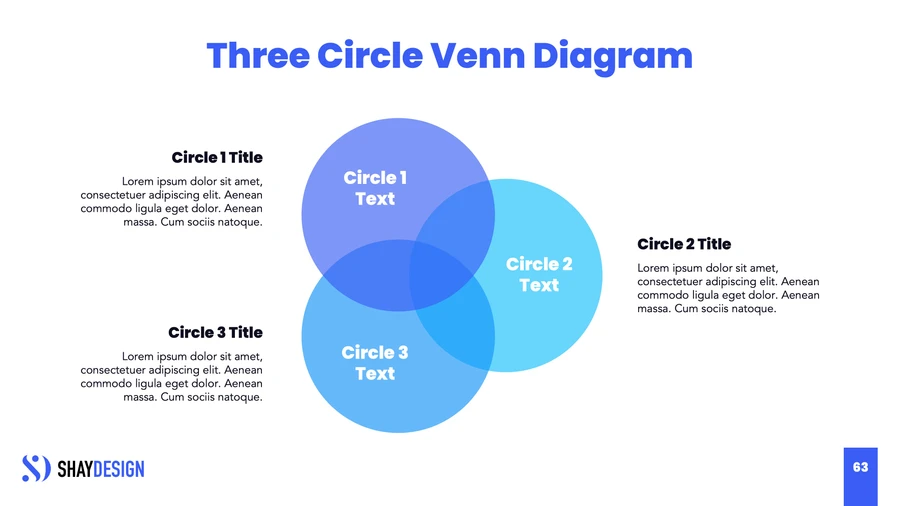 Three Circle Venn Diagram
Circle 1 Title
Lorem ipsum dolor sit amet,
consectetuer adipiscing elit. Aenean
commodo ligula eget dolor. Aenean
massa. Cum sociis natoque.
Circle 1
Text
Circle 2
Text
Circle 2 Title
Lorem ipsum dolor sit amet,
consectetuer adipiscing elit. Aenean
commodo ligula eget dolor. Aenean
massa. Cum sociis natoque.
Circle 3 Title
Lorem ipsum dolor sit amet,
consectetuer adipiscing elit. Aenean
commodo ligula eget dolor. Aenean
massa. Cum sociis natoque.
Circle 3
Text
SHAYDESIGN
63